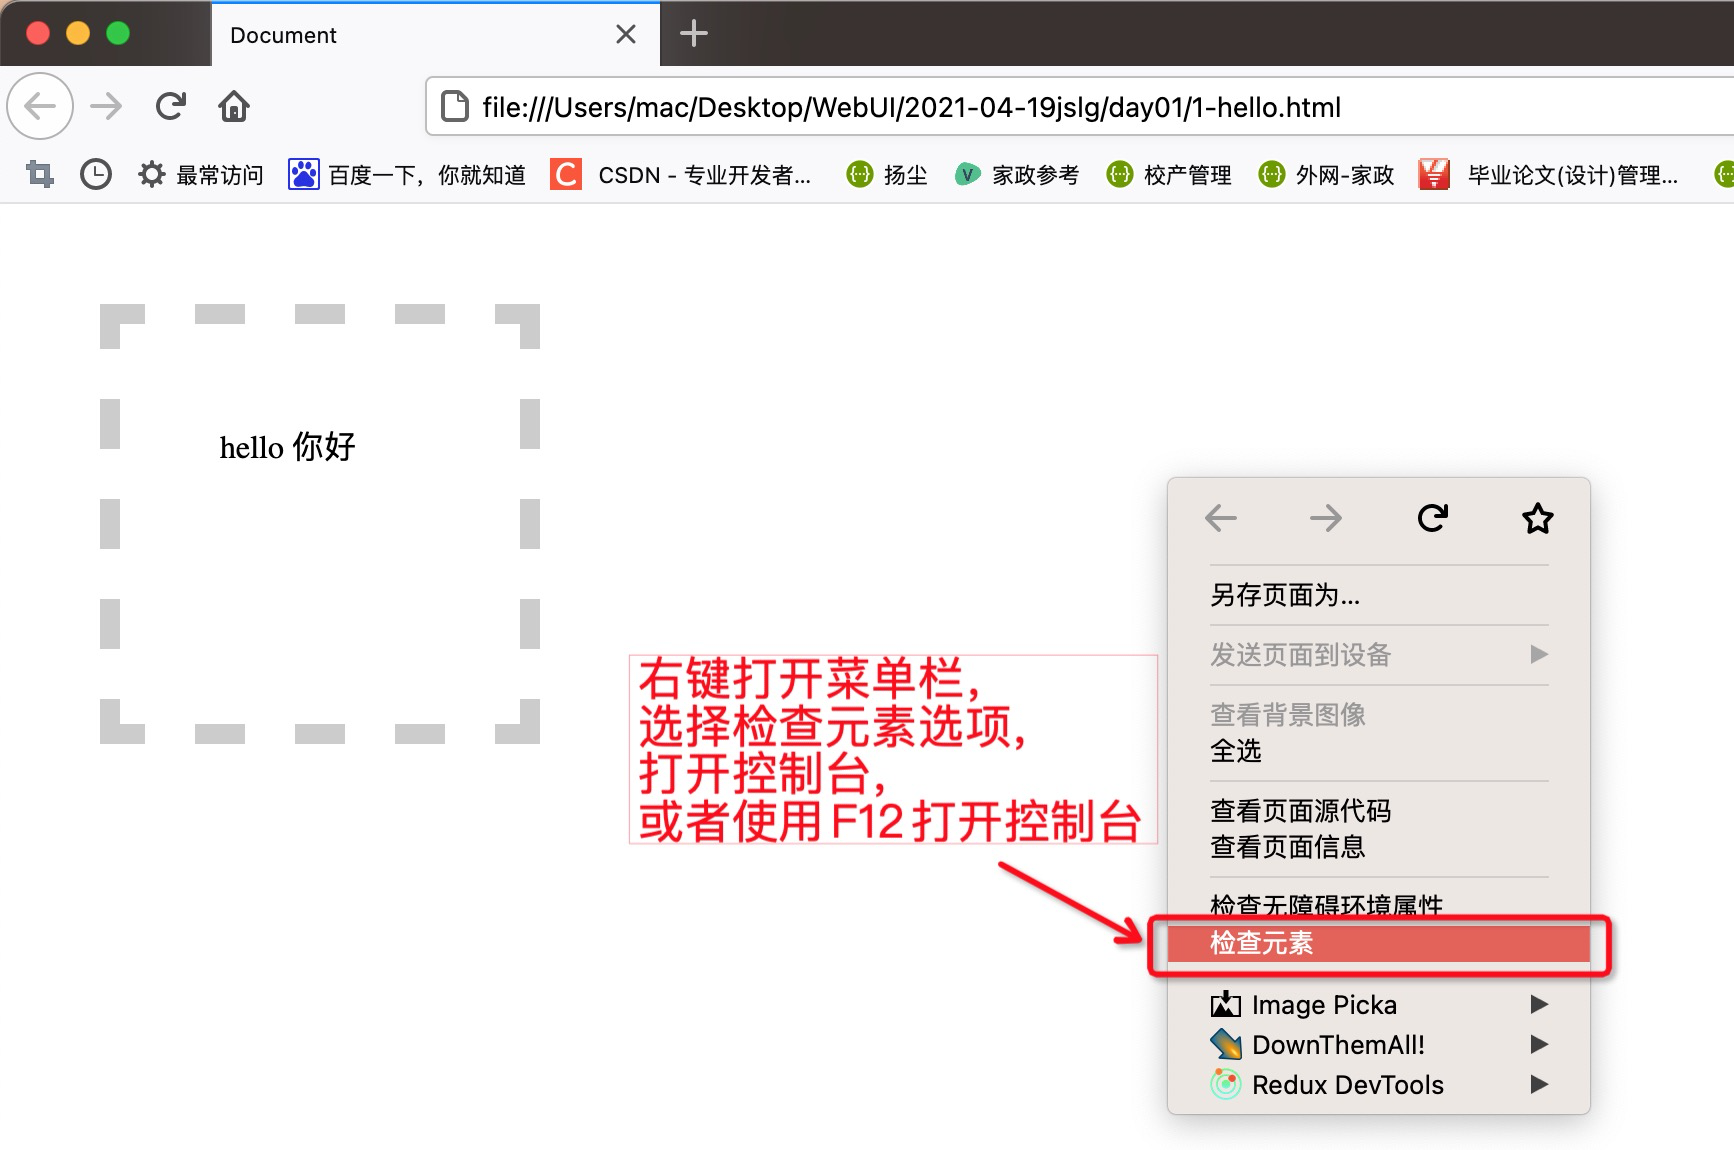 Document
file:///Users/mac/Desktop/WebUI/2021-04-19jslg/day01/1-hello.html
最常访问 百度一下，你就知道 CSDN - 专业开发者... 扬尘 家政参考 校产管理 外网-家政 毕业论文(设计)管理...
hello 你好
右键打开菜单栏，
选择检查元素选项，
打开控制台，
或者使用 F12 打开控制台
另存页面为...
发送页面到设备
查看背景图像
全选
查看页面源代码
查看页面信息
检查无障碍环境属性
检查元素
Image Picka
DownThemAll!
Redux DevTools